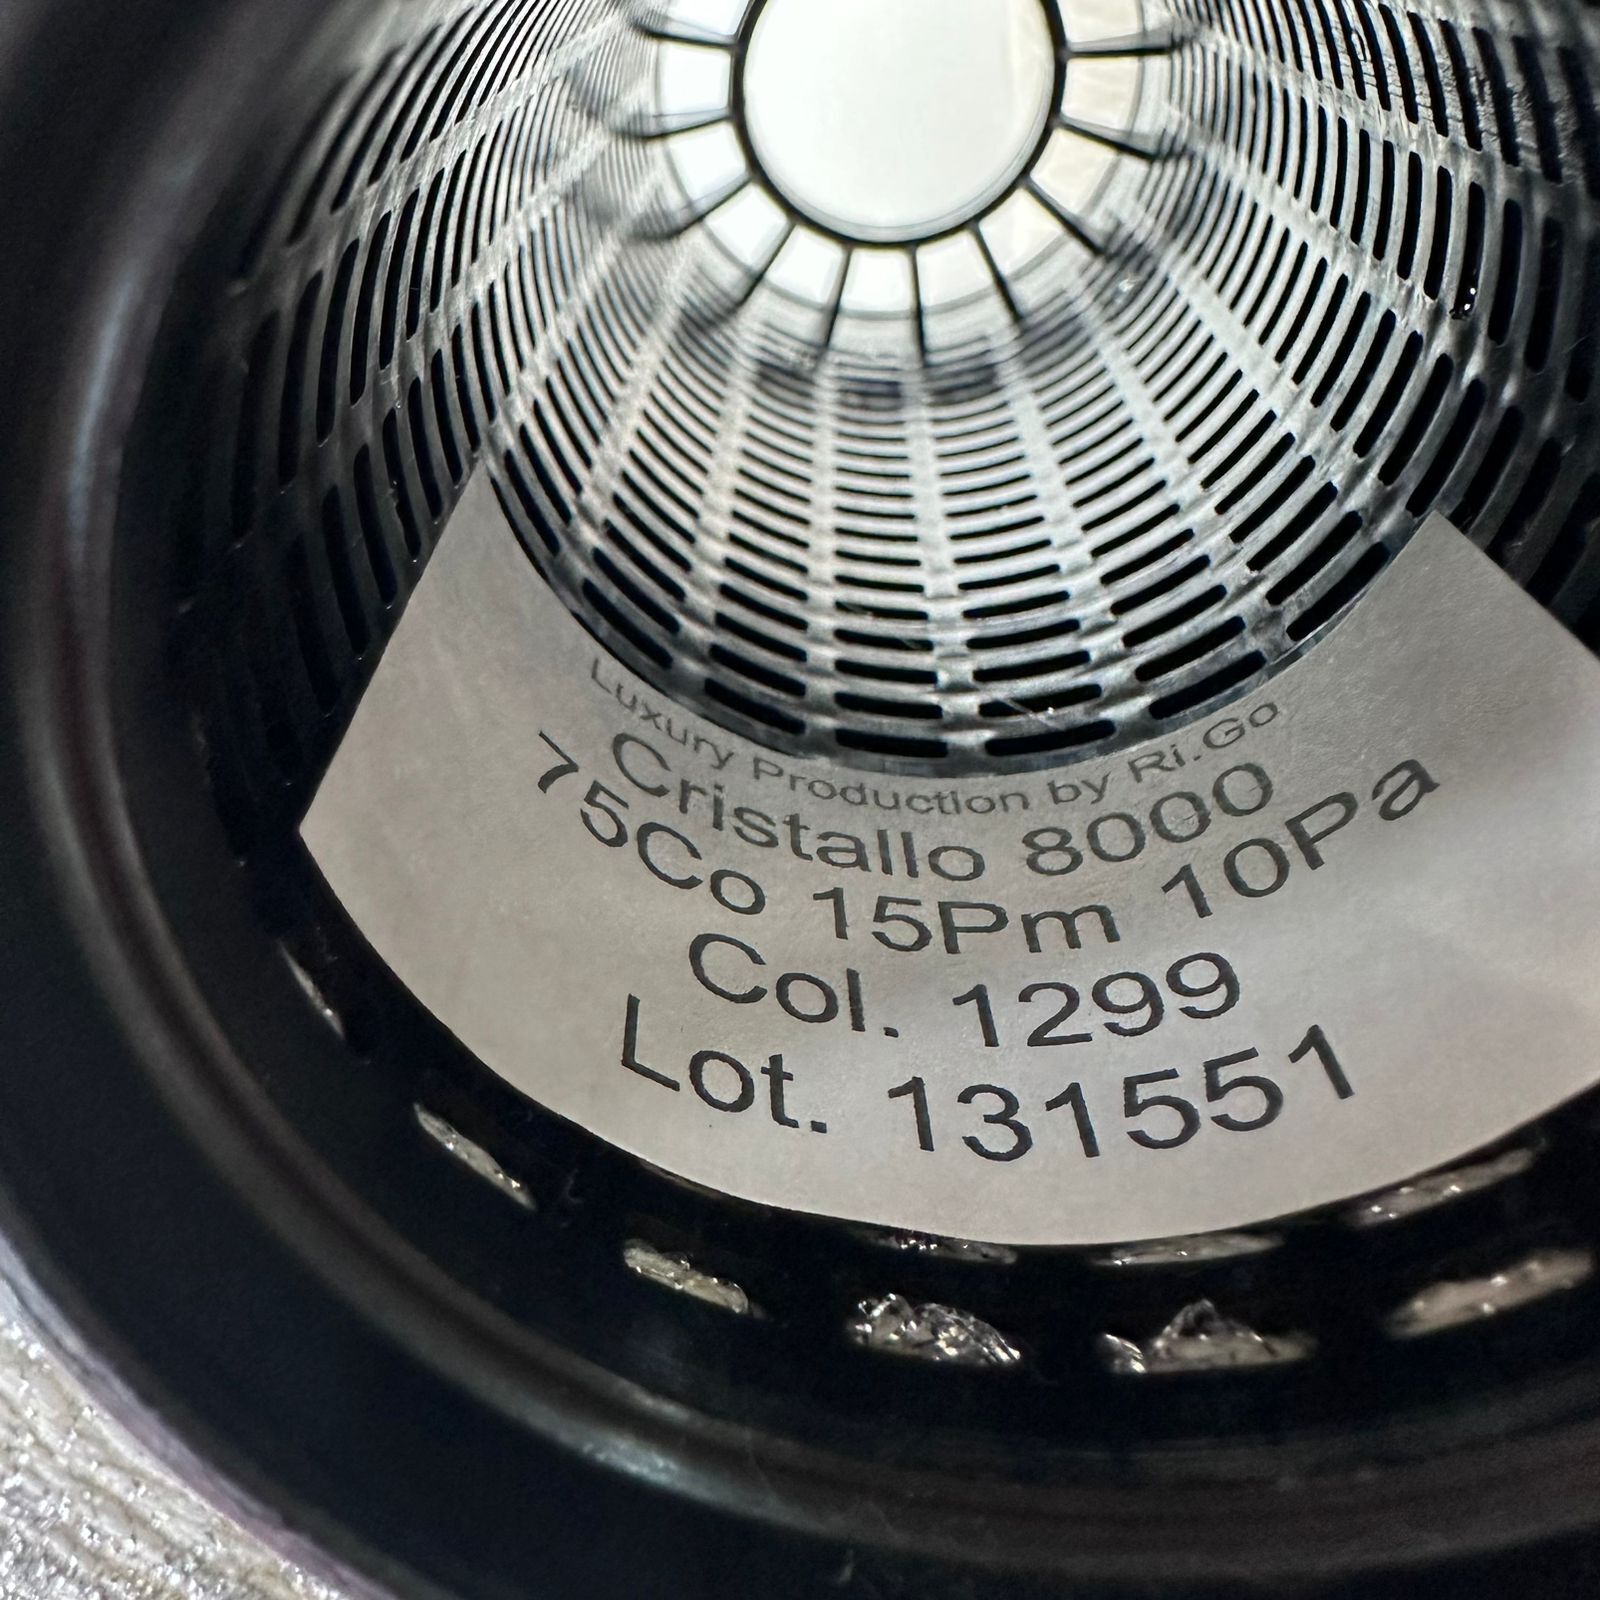 Luxury Production by Ri.Go
Cristallo 8000
75Co 15Pm 10Pa
Col. 1299
Lot. 131551